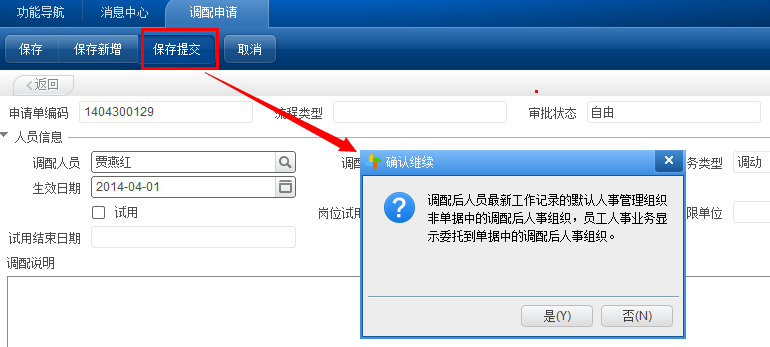 功能导航 消息中心 调配申请
保存 保存新增 保存提交 取消
返回
申请单编码 1404300129 流程类型 审批状态 自由
人员信息
调配人员 贾燕红 调配 务类型 调动
生效日期 2014-04-01
试用 岗位试用 限单位
试用结束日期
调配说明
确认继续
调配后人员最新工作记录的默认人事管理组织
非单据中的调配后人事组织，员工人事业务显
示委托到单据中的调配后人事组织。
是(Y) 否(N)